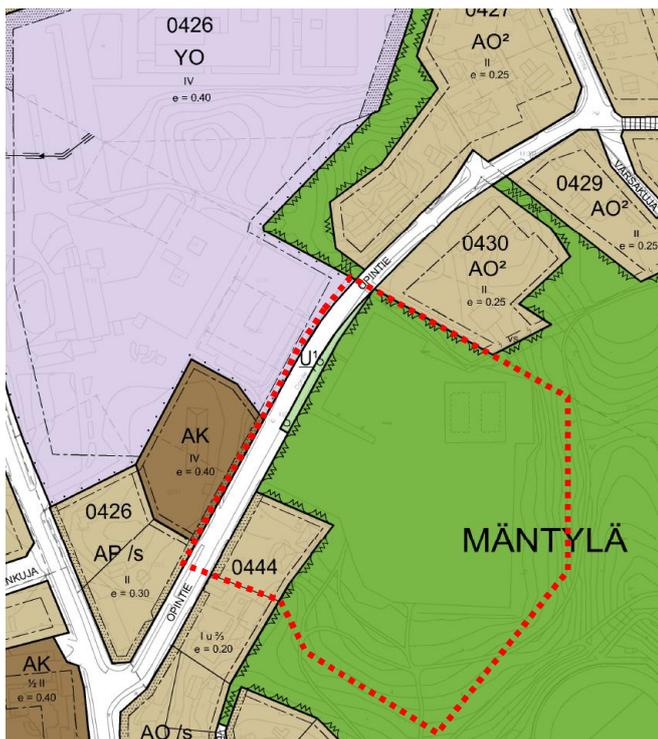 0426
YO
IV
e = 0.40
0427
AO²
II
e = 0.25
0429
AO²
II
e = 0.25
VARSAKUJA
0430
AO²
II
e = 0.25
OPINTIE
vs
AK
IV
e = 0.40
0426
AP /s
II
e = 0.30
NKUJA
OPINTIE
0444
I u ⅔
e = 0.20
MÄNTYLÄ
AK
½ II
e = 0.40
AO /s